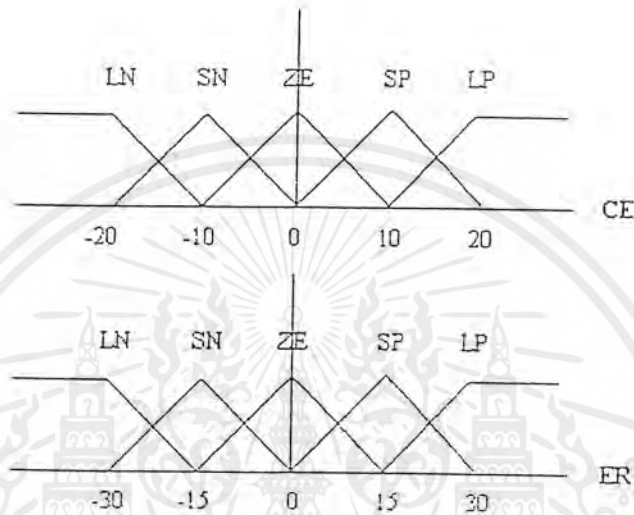 LN SN ZE SP LP
CE
-20 -10 0 10 20
LN SN ZE SP LP
ER
-30 -15 0 15 30